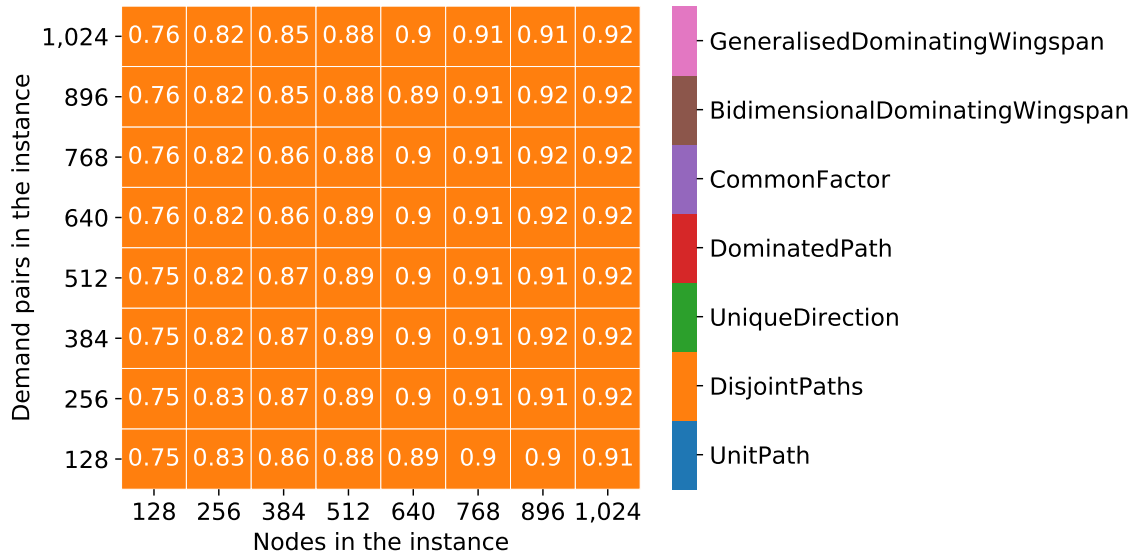 Demand pairs in the instance
1,024 0.76 0.82 0.85 0.88 0.9 0.91 0.91 0.92
896 0.76 0.82 0.85 0.88 0.89 0.91 0.92 0.92
768 0.76 0.82 0.86 0.88 0.9 0.91 0.92 0.92
640 0.76 0.82 0.86 0.89 0.9 0.91 0.92 0.92
512 0.75 0.82 0.87 0.89 0.9 0.91 0.91 0.92
384 0.75 0.82 0.87 0.89 0.9 0.91 0.92 0.92
256 0.75 0.83 0.87 0.89 0.9 0.91 0.91 0.92
128 0.75 0.83 0.86 0.88 0.89 0.9 0.9 0.91
128 256 384 512 640 768 896 1,024
Nodes in the instance
GeneralisedDominatingWingspan
BidimensionalDominatingWingspan
CommonFactor
DominatedPath
UniqueDirection
DisjointPaths
UnitPath